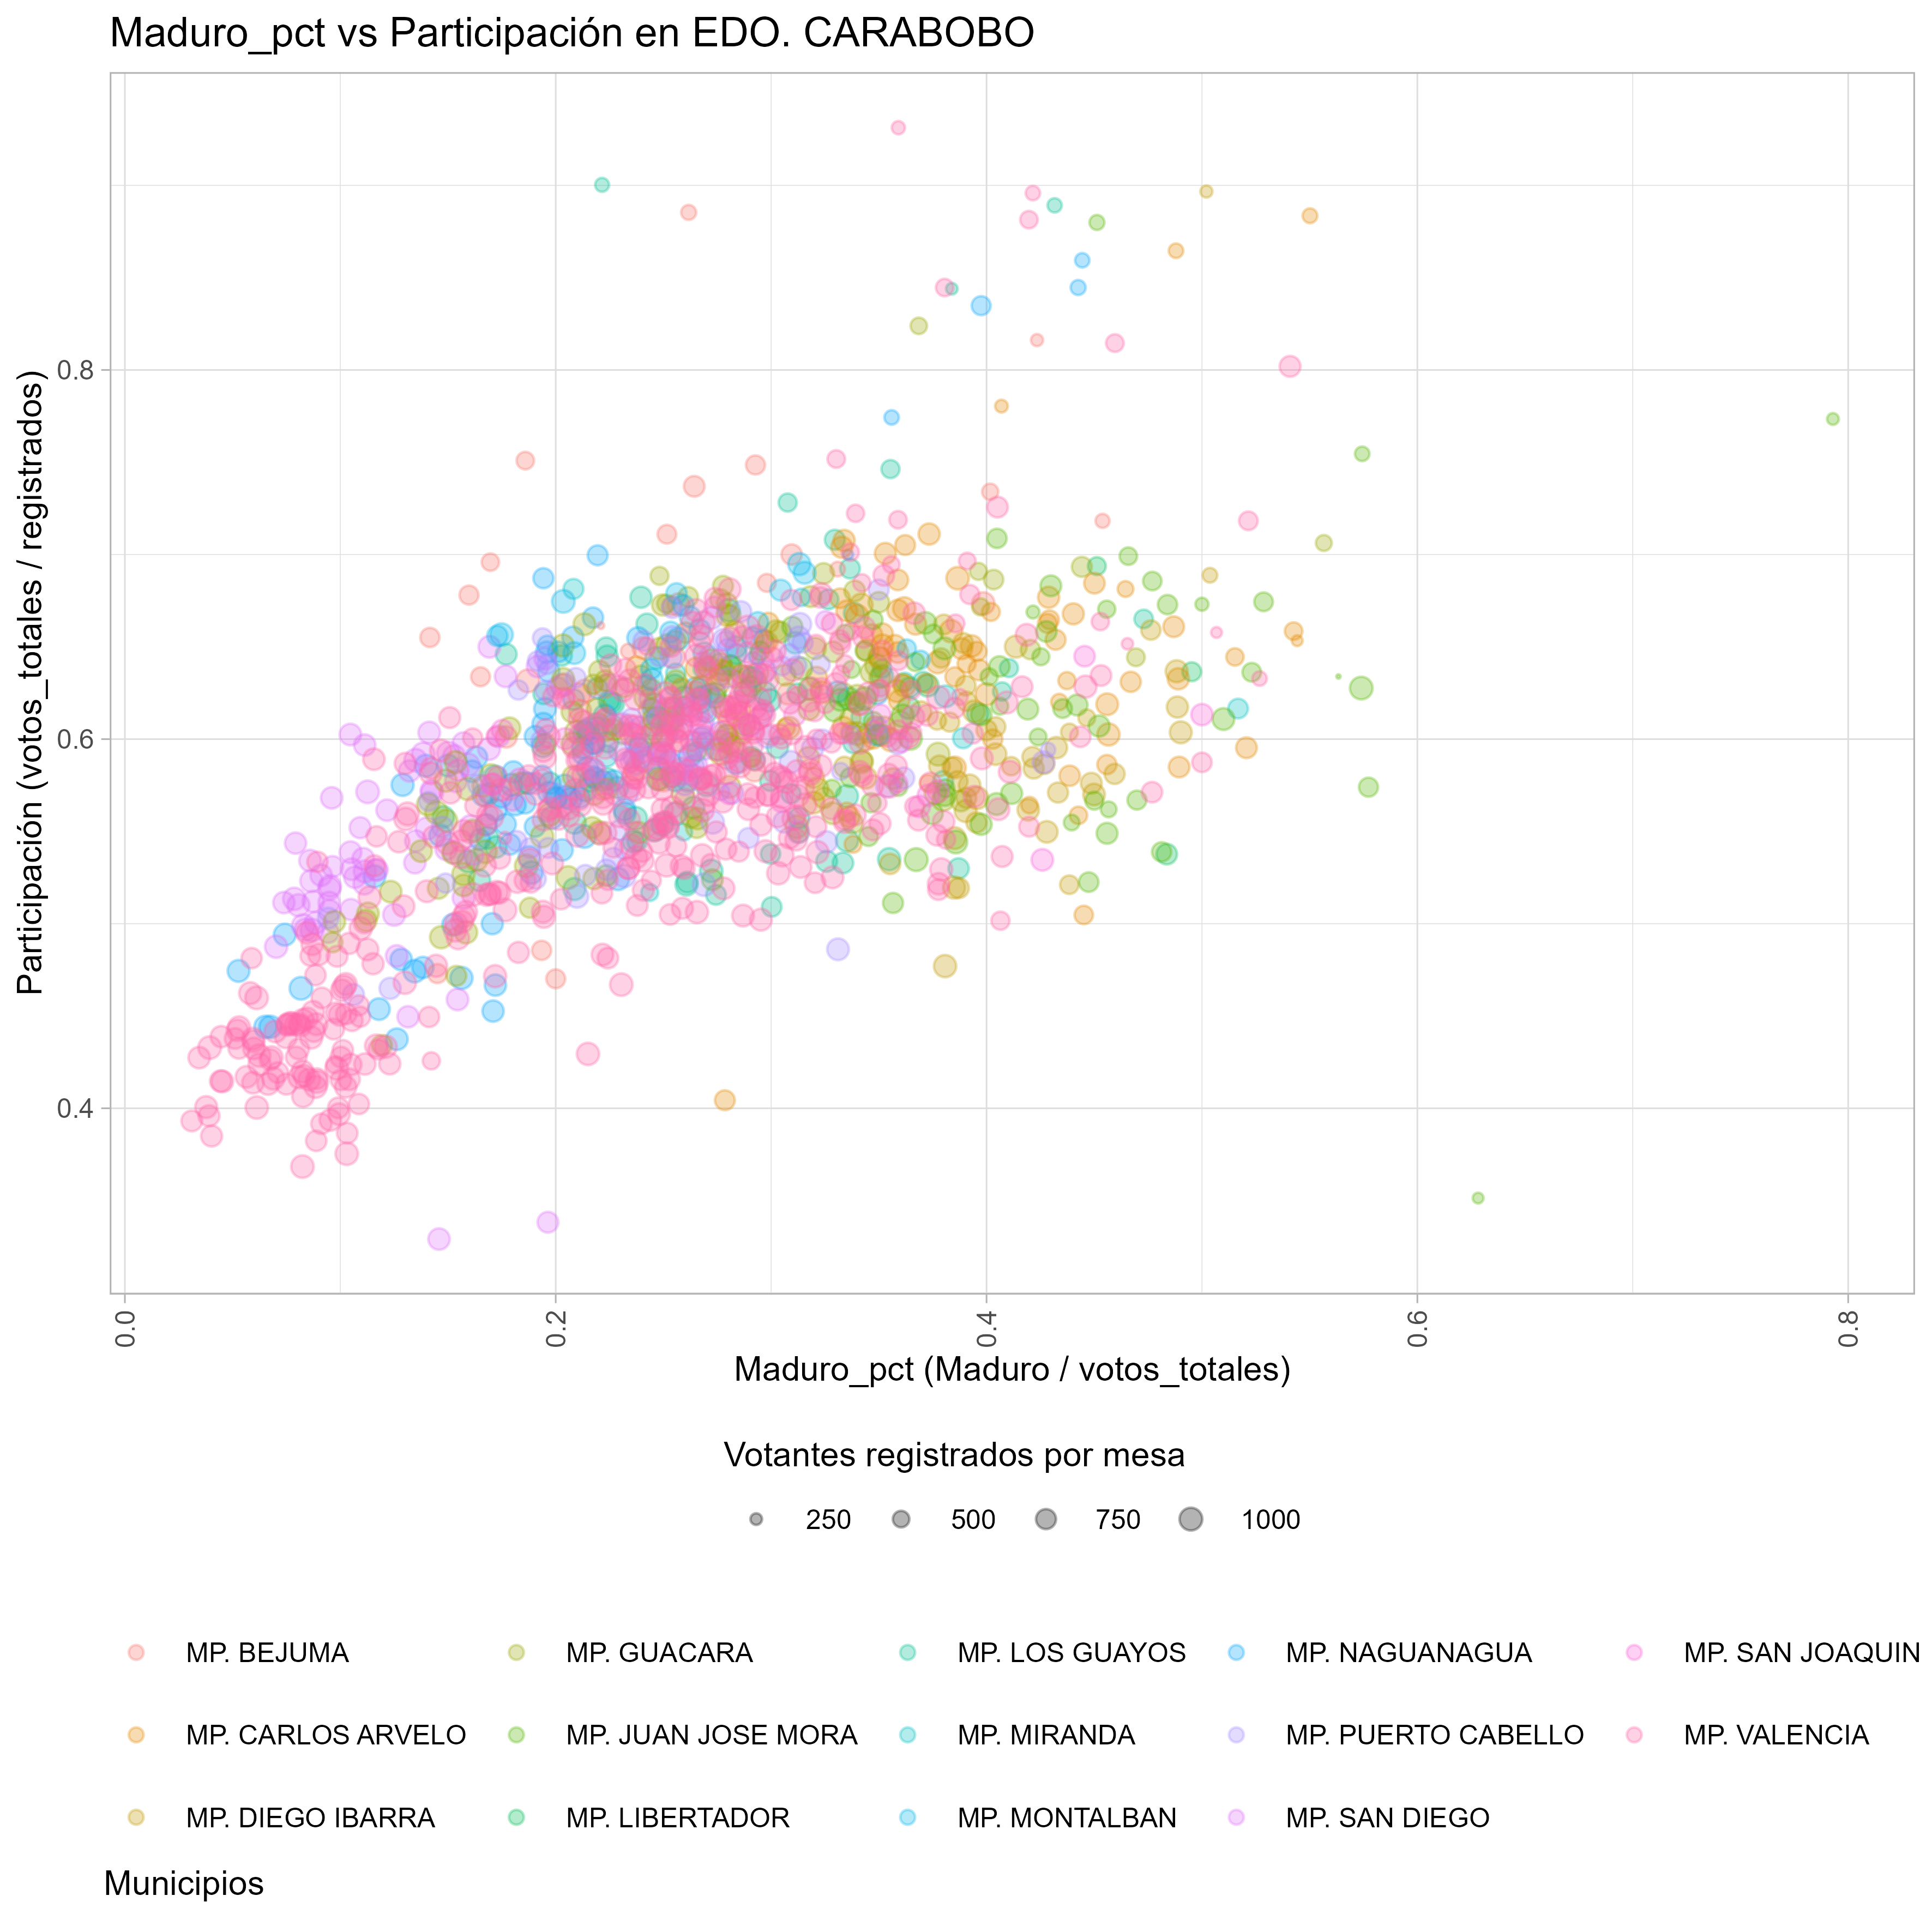 Maduro_pct vs Participación en EDO. CARABOBO
Participación (votos_totales / registrados)
0.8
0.6
0.4
0.0 0.2 0.4 0.6 0.8
Maduro_pct (Maduro / votos_totales)
Votantes registrados por mesa
250 500 750 1000
MP. BEJUMA MP. GUACARA MP. LOS GUAYOS MP. NAGUANAGUA MP. SAN JOAQUIN
MP. CARLOS ARVELO MP. JUAN JOSE MORA MP. MIRANDA MP. PUERTO CABELLO MP. VALENCIA
MP. DIEGO IBARRA MP. LIBERTADOR MP. MONTALBAN MP. SAN DIEGO
Municipios